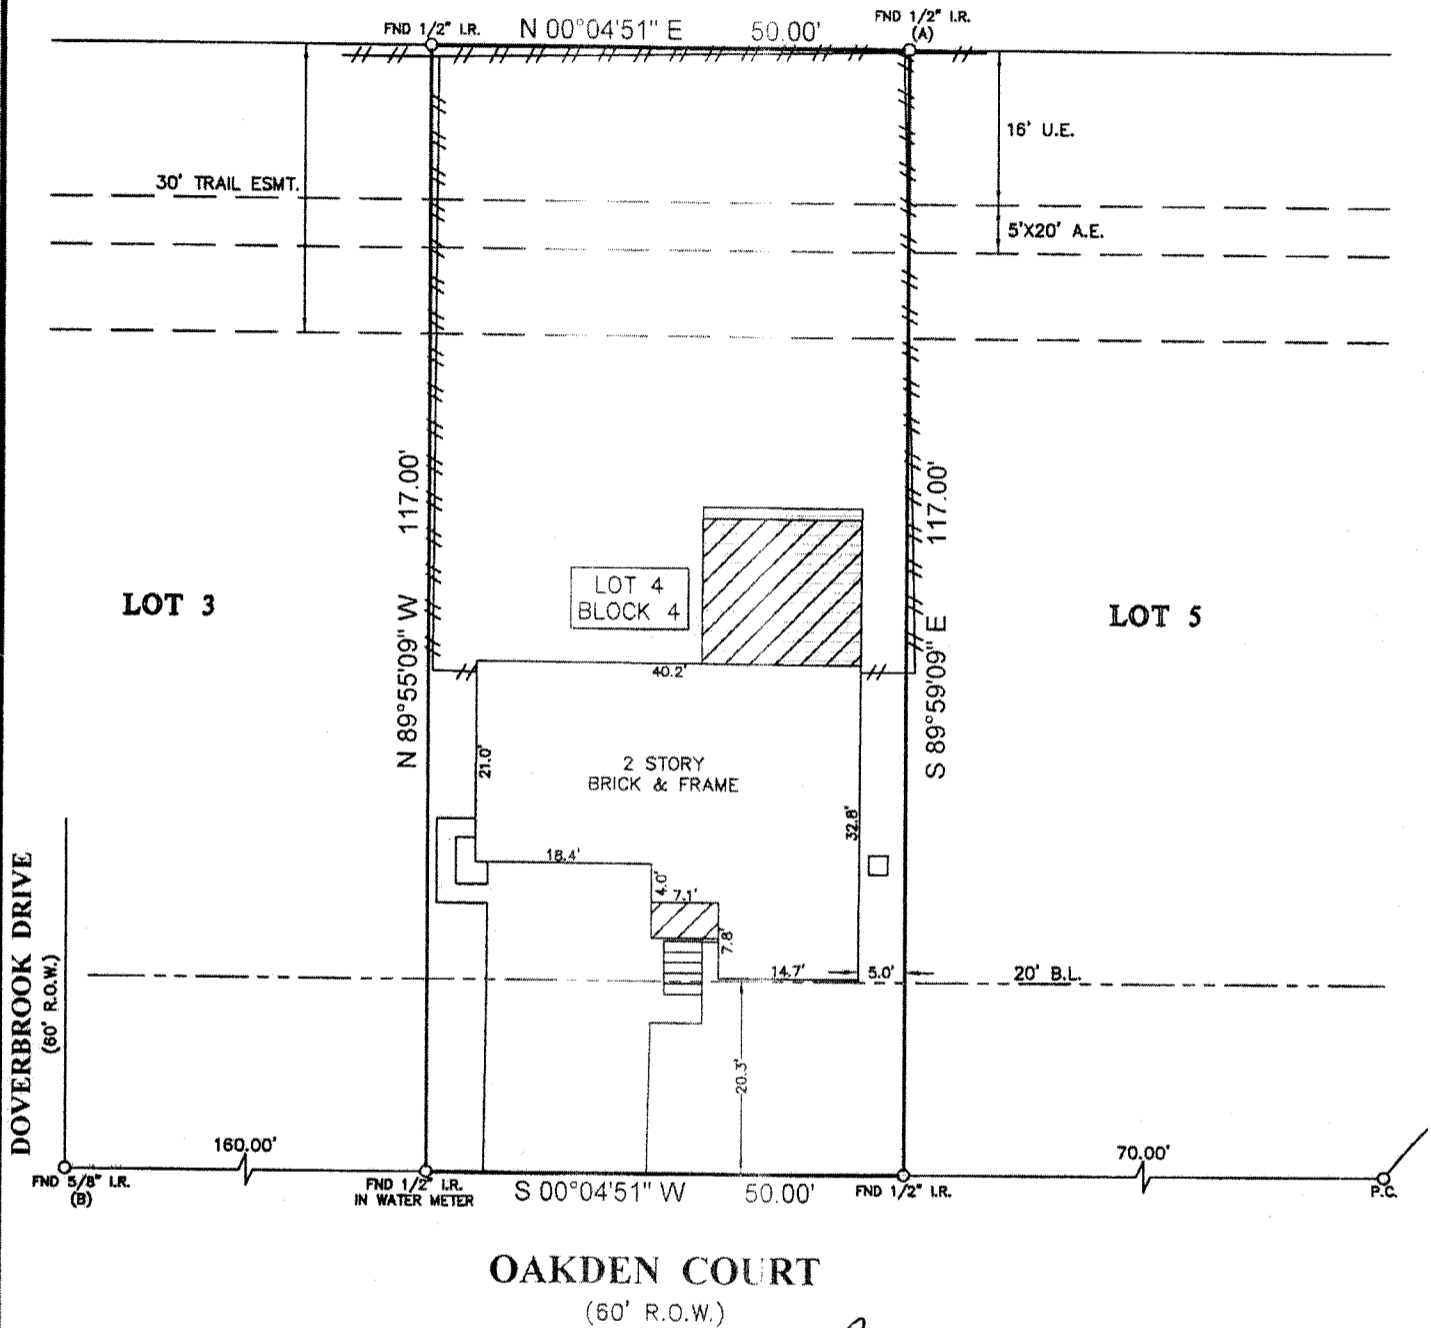 FND 1/2" I.R.
N 00°04'51" E 50.00'
FND 1/2" I.R.
(A)
16' U.E.
30' TRAIL ESMT.
5'X20' A.E.
N 89°55'09" W 117.00'
S 89°59'09" E 117.00'
LOT 3
LOT 4
BLOCK 4
LOT 5
40.2'
21.0'
2 STORY
BRICK & FRAME
32.8'
18.4'
4.0'
7.1'
7.8'
14.7'
5.0'
20' B.L.
20.3'
DOVERBROOK DRIVE
(60' R.O.W.)
160.00'
70.00'
FND 5/8" I.R.
(B)
FND 1/2" I.R.
IN WATER METER
S 00°04'51" W 50.00'
FND 1/2" I.R.
P.C.
OAKDEN COURT
(60' R.O.W.)